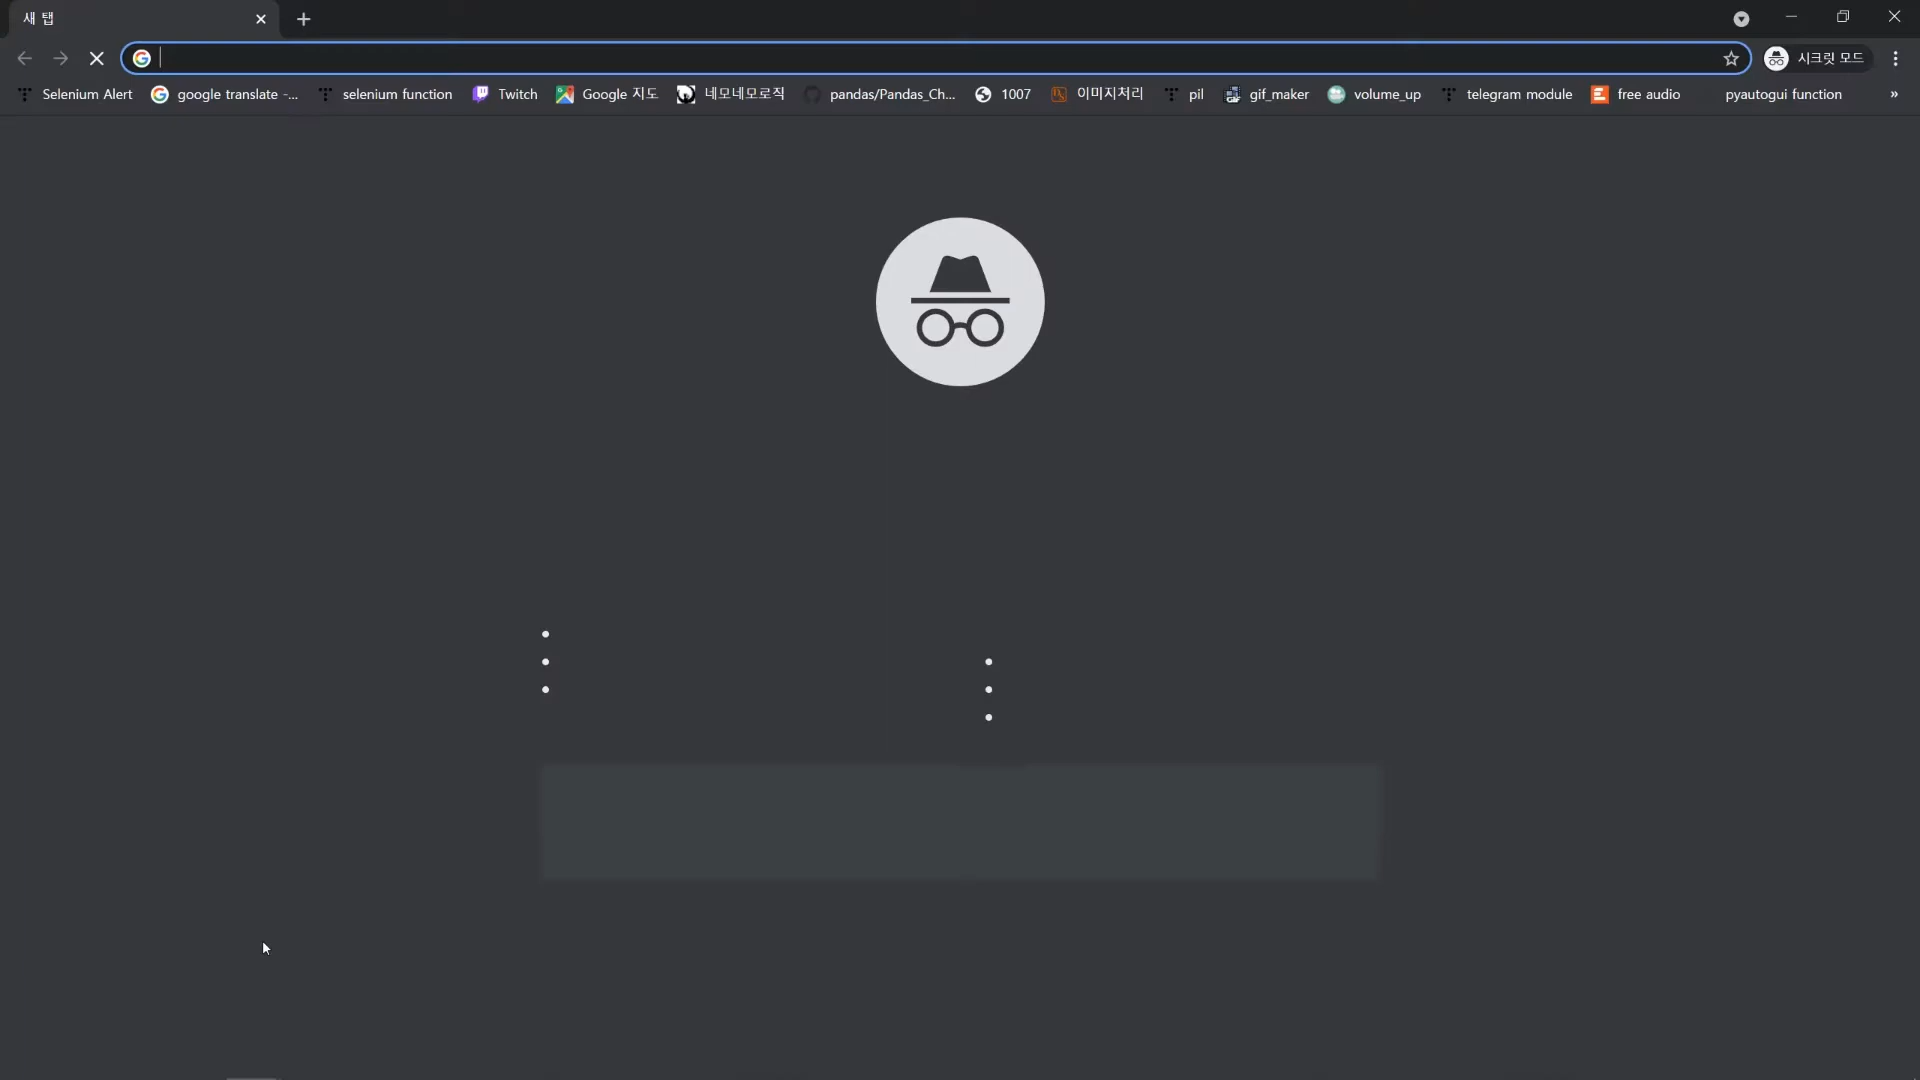 새 탭
시크릿 모드
Selenium Alert google translate -... selenium function Twitch Google 지도 네모네모로직 pandas/Pandas_Ch... 1007 이미지처리 pil gif_maker volume_up telegram module free audio pyautogui function »